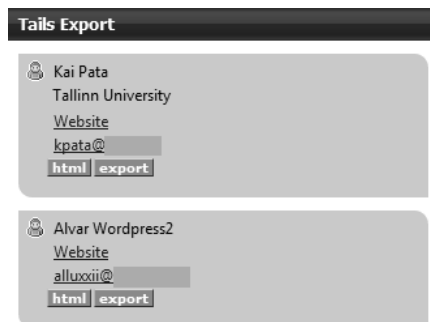 Tails Export
Kai Pata
Tallinn University
Website
kpata@
html export
Alvar Wordpress2
Website
alluxxii@
html export